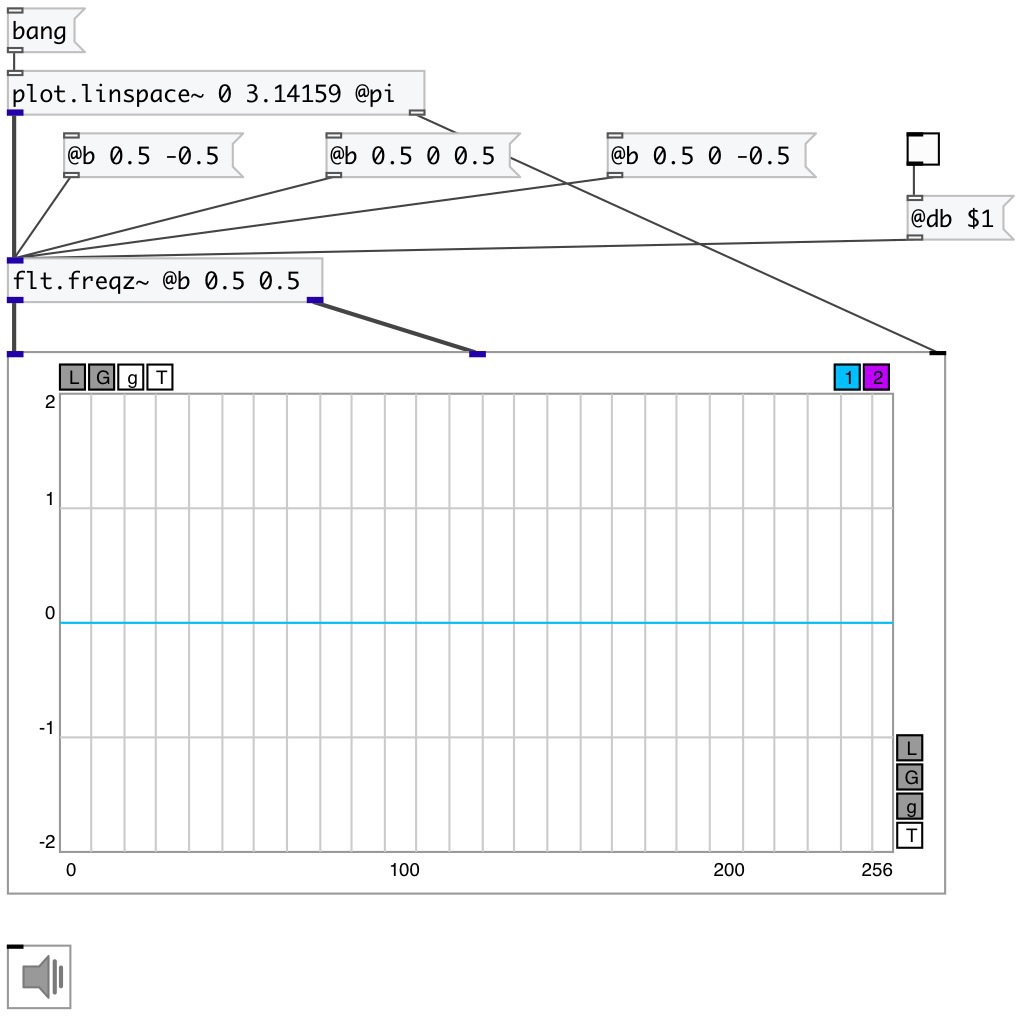 bang
plot.linspace~ 0 3.14159 @pi
@b 0.5 -0.5
@b 0.5 0 0.5
@b 0.5 0 -0.5
@db $1
flt.freqz~ @b 0.5 0.5
L G g T
1 2
2
1
0
-1
-2
L
G
g
T
0 100 200 256